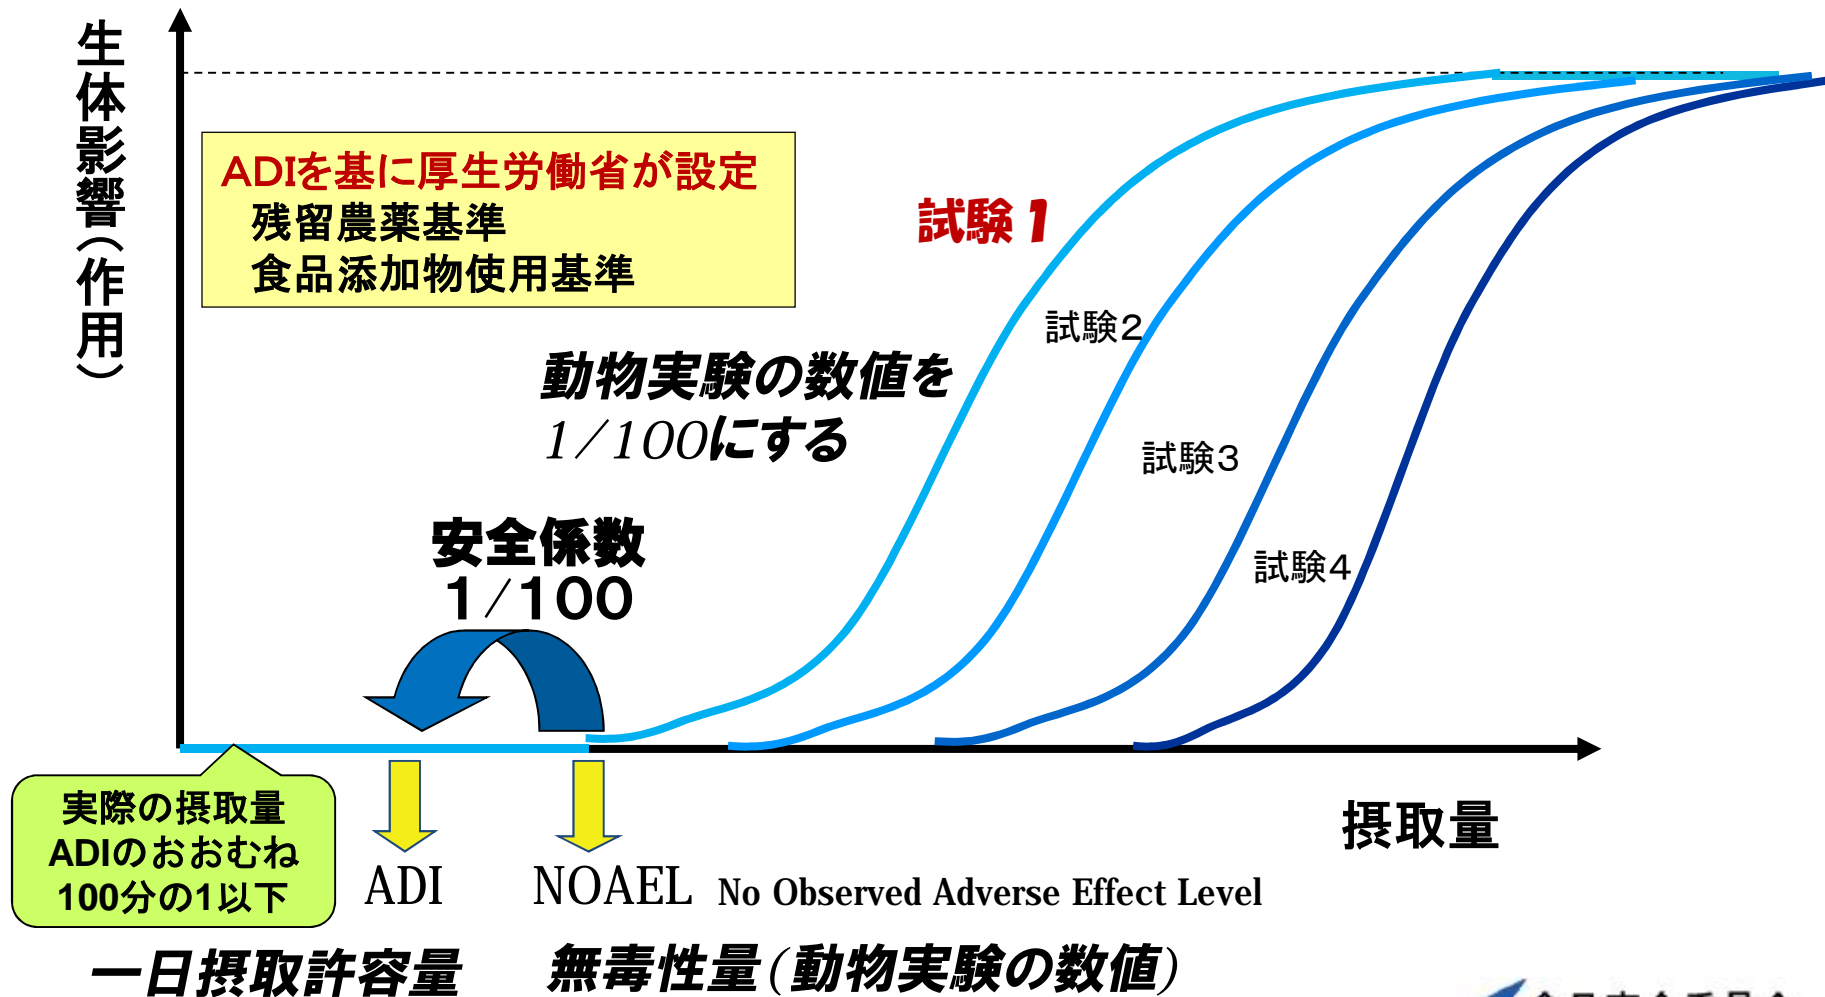 生体影響（作用）
ADIを基に厚生労働省が設定
残留農薬基準
食品添加物使用基準
試験１
試験２
動物実験の数値を
1／100にする
試験３
安全係数
１／１００
試験４
実際の摂取量
ADIのおおむね
100分の1以下
摂取量
ADI
NOAEL No Observed Adverse Effect Level
一日摂取許容量
無毒性量(動物実験の数値)